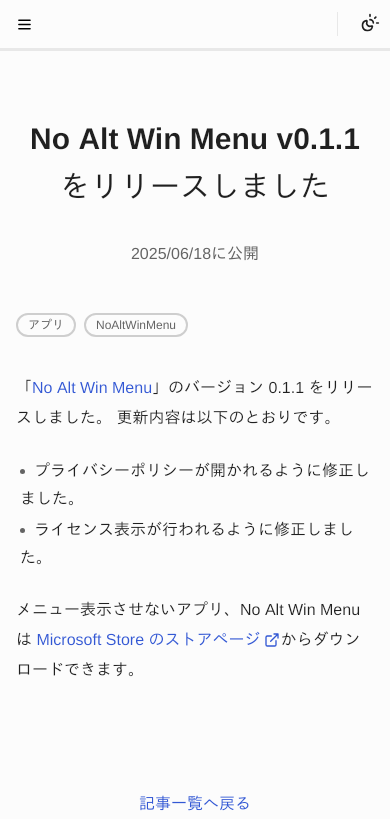 No Alt Win Menu v0.1.1
をリリースしました
2025/06/18に公開
アプリ
NoAltWinMenu
「No Alt Win Menu」のバージョン 0.1.1 をリリー
スしました。 更新内容は以下のとおりです。
• プライバシーポリシーが開かれるように修正し
ました。
• ライセンス表示が行われるように修正しまし
た。
メニュー表示させないアプリ、No Alt Win Menu
は Microsoft Store のストアページからダウン
ロードできます。
記事一覧へ戻る